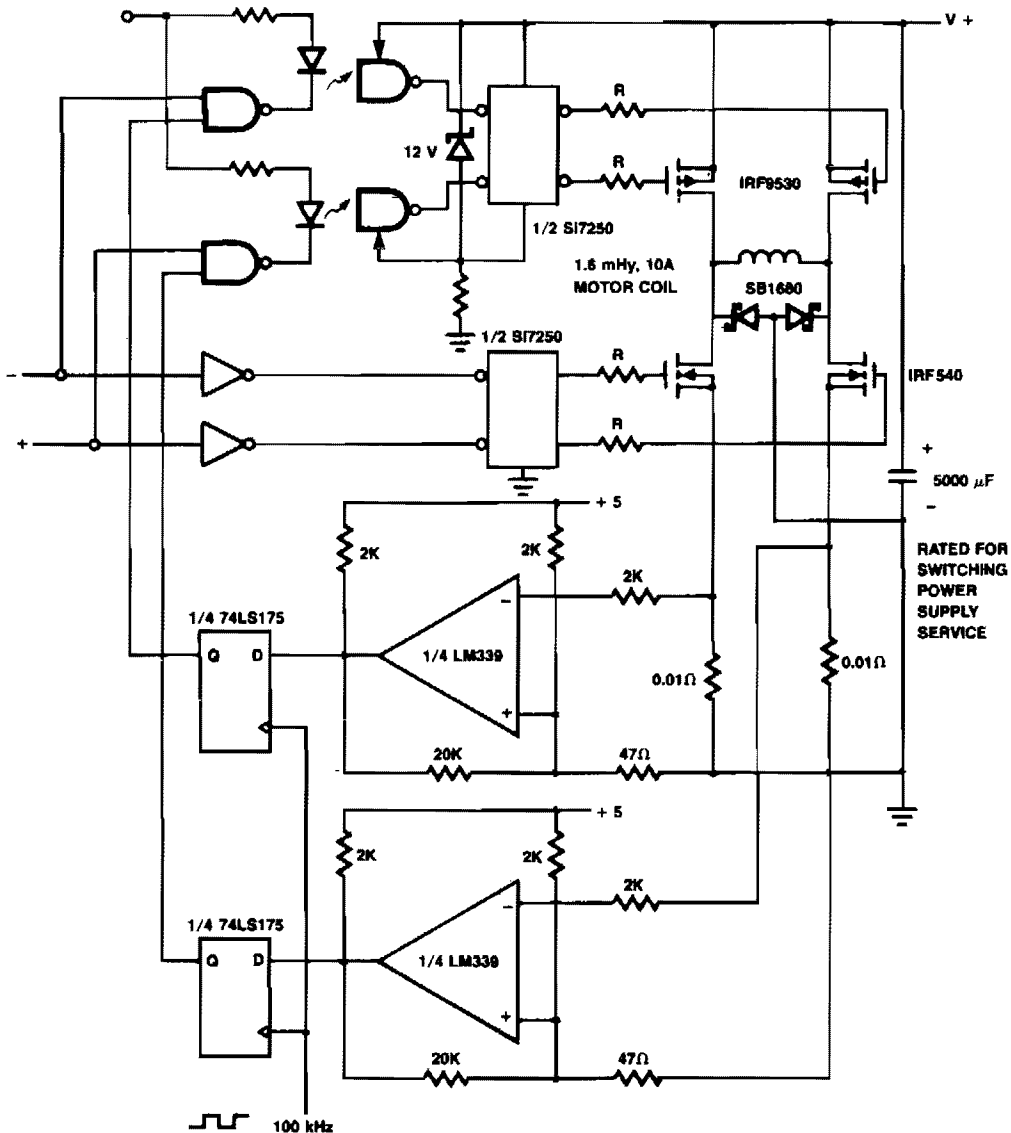 V +
R
12 V
R
IRF9530
1/2 SI7250
1.6 mHy, 10A
MOTOR COIL
SB1680
1/2 SI7250
–
R
IRF540
+
R
+
5000 μF
–
+ 5
2K
2K
RATED FOR
SWITCHING
POWER
SUPPLY
SERVICE
2K
–
1/4 74LS175
Q
D
1/4 LM339
0.01Ω
0.01Ω
+
20K
47Ω
+ 5
2K
2K
2K
–
1/4 74LS175
Q
D
1/4 LM339
+
20K
47Ω
100 kHz